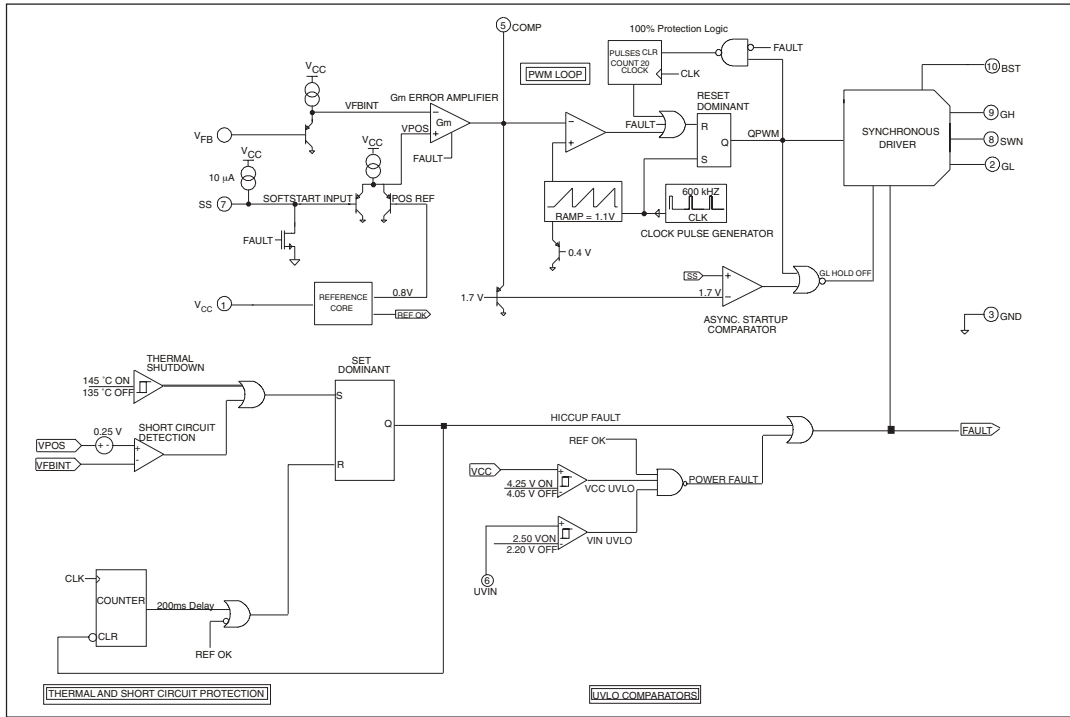 5 COMP
100% Protection Logic
PULSES CLR
COUNT 20
CLOCK
FAULT
CLK
PWM LOOP
10 BST
VCC
Gm ERROR AMPLIFIER
VFBINT
VFB
VPOS
Gm
−
+
FAULT
VCC
VCC
10 µA
SS 7
SOFTSTART INPUT
POS REF
FAULT
−
+
FAULT
RESET
DOMINANT
R
Q
S
QPWM
SYNCHRONOUS
DRIVER
9 GH
8 SWN
2 GL
RAMP = 1.1V
600 kHZ
CLK
CLOCK PULSE GENERATOR
0.4 V
GL HOLD OFF
SS
+
−
1.7 V
1.7 V
ASYNC. STARTUP
COMPARATOR
VCC 1
REFERENCE
CORE
0.8V
REF OK
3 GND
THERMAL
SHUTDOWN
145 °C ON
135 °C OFF
SET
DOMINANT
S
Q
R
0.25 V
+ -
SHORT CIRCUIT
DETECTION
VPOS
VFBINT
+
-
HICCUP FAULT
FAULT
REF OK
VCC
+
-
4.25 V ON
4.05 V OFF
VCC UVLO
POWER FAULT
+
-
2.50 VON
2.20 V OFF
VIN UVLO
6
UVIN
CLK
COUNTER
CLR
200ms Delay
REF OK
THERMAL AND SHORT CIRCUIT PROTECTION
UVLO COMPARATORS